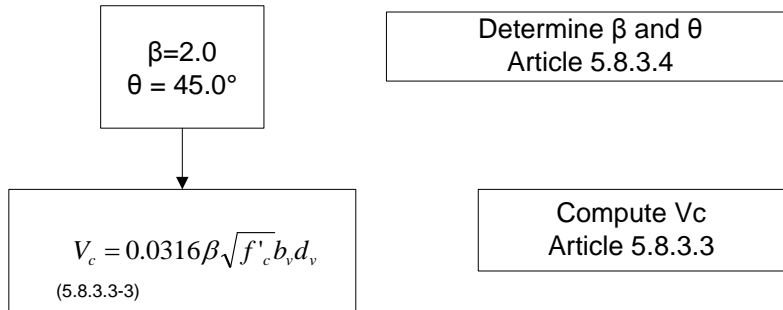 β=2.0
θ = 45.0°
Determine β and θ
Article 5.8.3.4
V_c = 0.0316β√f'_c b_v d_v
(5.8.3.3-3)
Compute Vc
Article 5.8.3.3